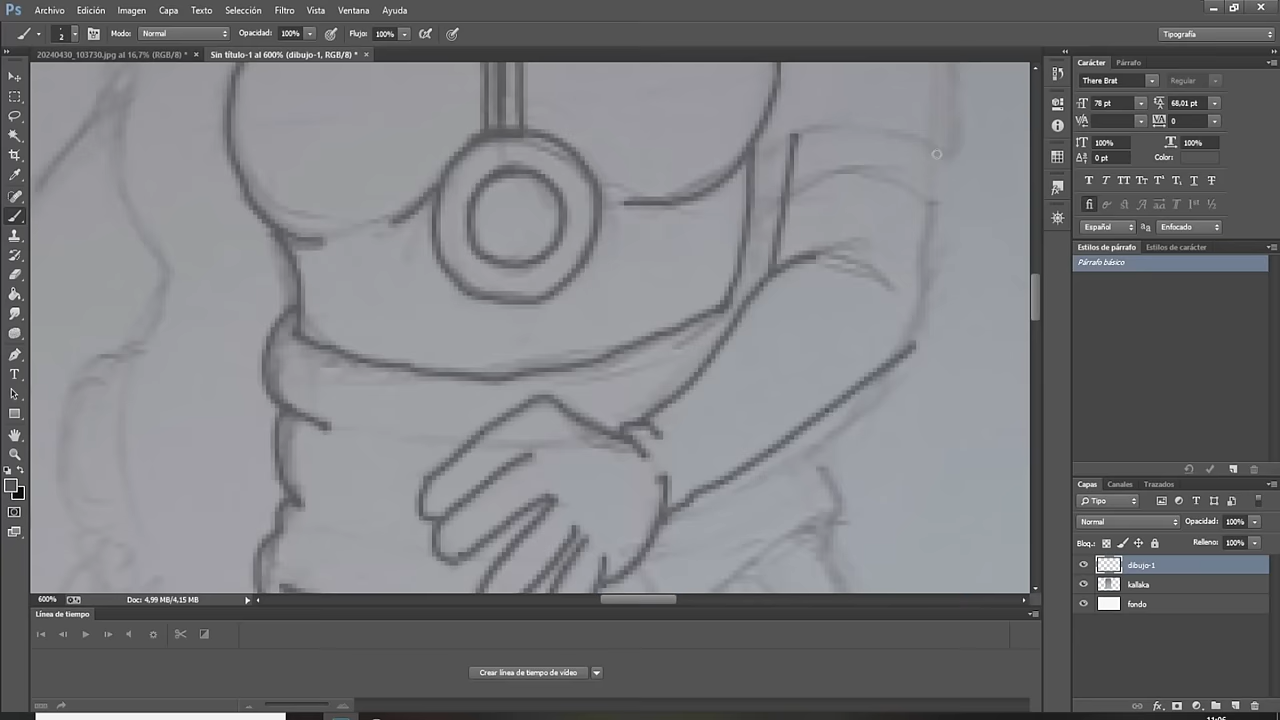 Ps Archivo Edición Imagen Capa Texto Selección Filtro Vista Ventana Ayuda
2 Modo: Normal Opacidad: 100% Flujo: 100% Tipografía
20240430_103730.jpg al 16,7% (RGB/8) * × Sin título-1 al 600% (dibujo-1, RGB/8) * ×
Carácter Párrafo
There Brat Regular
78 pt 68,01 pt
0
100% 100%
0 pt Color:
Español Enfocado
Estilos de párrafo Estilos de carácter
Párrafo básico
Capas Canales Trazados
Tipo
Normal Opacidad: 100%
Bloq.: Relleno: 100%
dibujo-1
kallaka
fondo
600% Doc: 4,99 MB/4,15 MB
Línea de tiempo
Crear línea de tiempo de vídeo